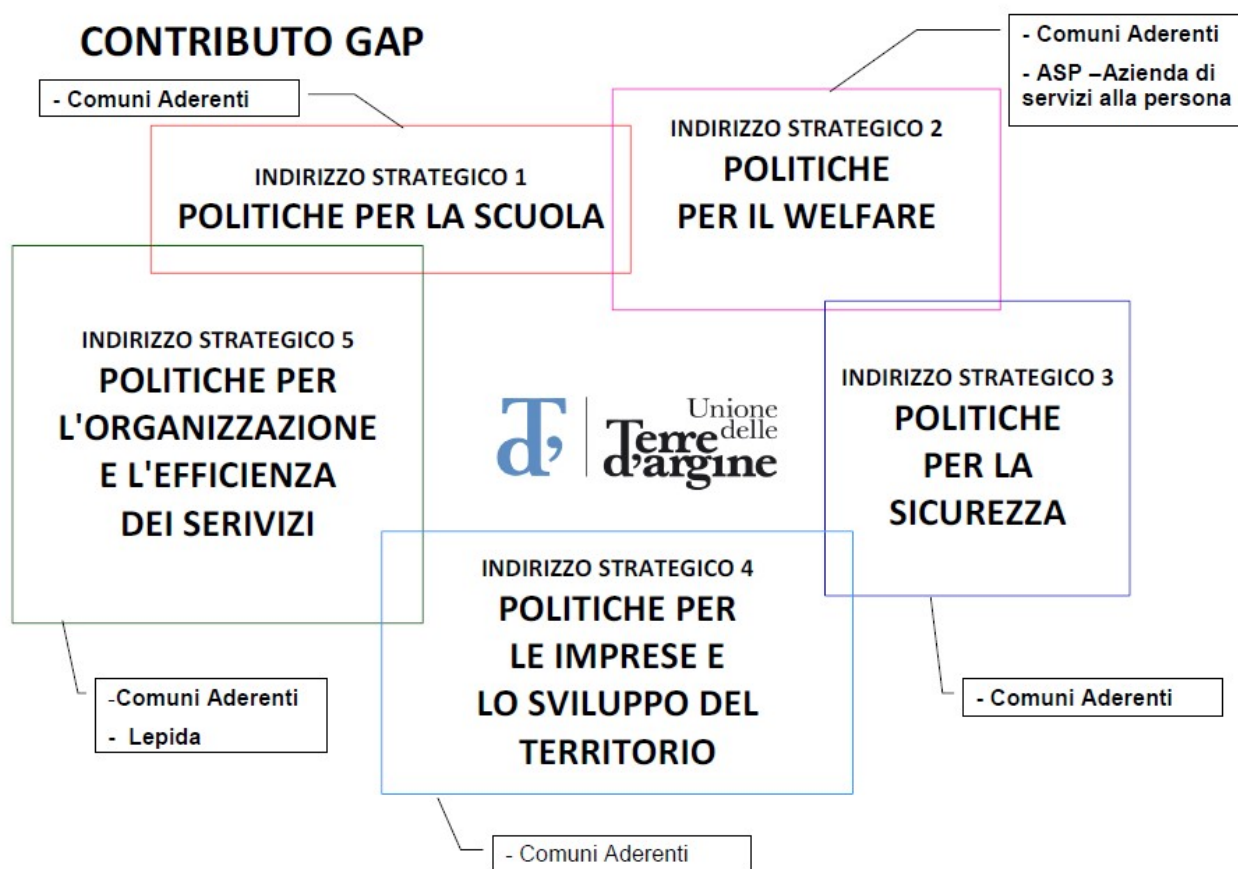 CONTRIBUTO GAP
- Comuni Aderenti
- Comuni Aderenti
- ASP –Azienda di
servizi alla persona
INDIRIZZO STRATEGICO 1
POLITICHE PER LA SCUOLA
INDIRIZZO STRATEGICO 2
POLITICHE
PER IL WELFARE
INDIRIZZO STRATEGICO 5
POLITICHE PER
L'ORGANIZZAZIONE
E L'EFFICIENZA
DEI SERIVIZI
Td'
Unione
delle
Terre
d'argine
INDIRIZZO STRATEGICO 3
POLITICHE
PER LA
SICUREZZA
INDIRIZZO STRATEGICO 4
POLITICHE PER
LE IMPRESE E
LO SVILUPPO DEL
TERRITORIO
-Comuni Aderenti
- Lepida
- Comuni Aderenti
- Comuni Aderenti